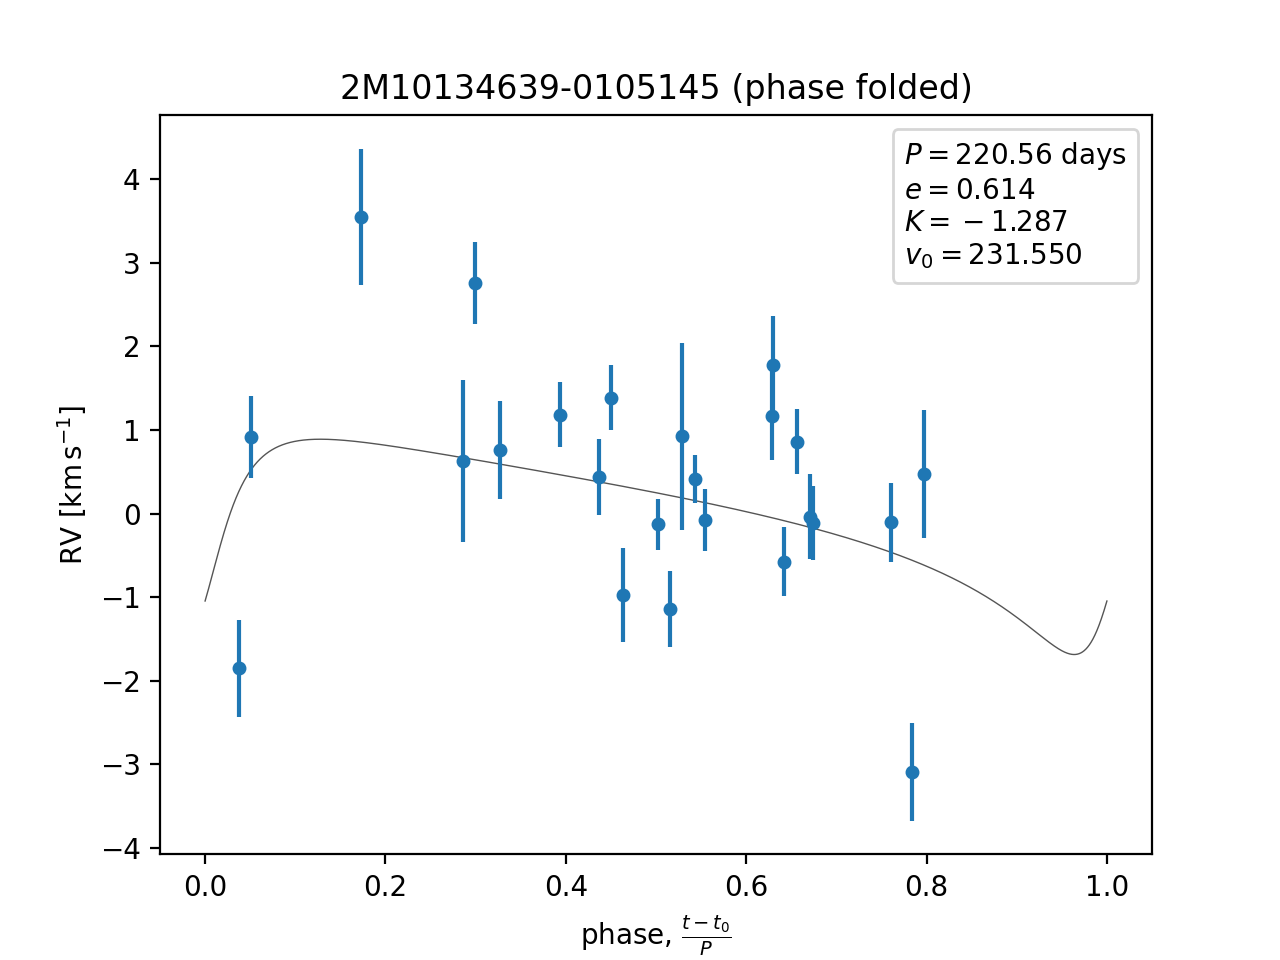 2M10134639-0105145 (phase folded)
P = 220.56 days
e = 0.614
K = −1.287
v₀ = 231.550
4
3
2
1
0
−1
−2
−3
−4
RV [km s⁻¹]
0.0 0.2 0.4 0.6 0.8 1.0
phase, (t − t₀)/P